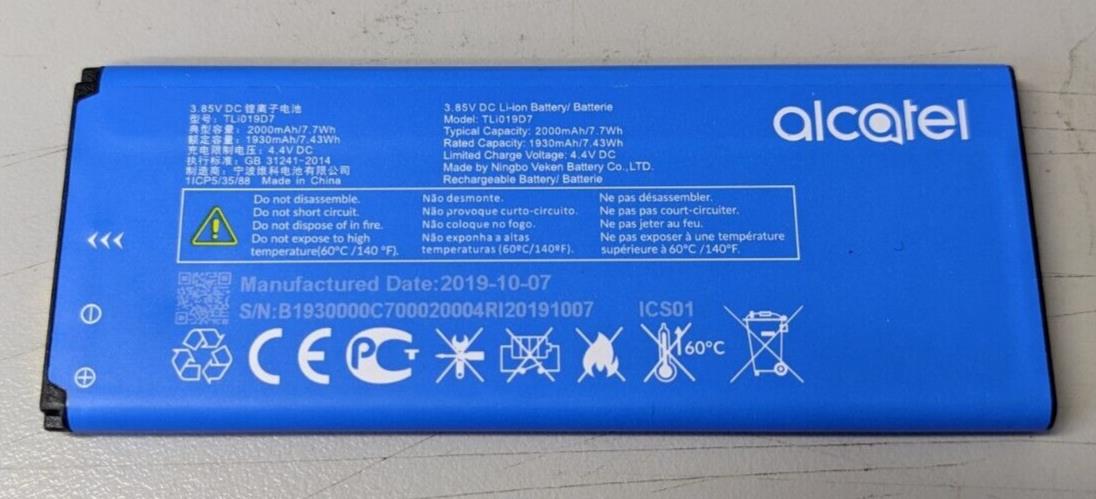 3.85V DC 锂离子电池
型号: TLi019D7
典型容量: 2000mAh/7.7Wh
额定容量: 1930mAh/7.43Wh
充电限制电压: 4.4V DC
执行标准: GB 31241-2014
制造商: 宁波维科电池有限公司
1ICP5/35/88 Made in China
3.85V DC Li-ion Battery/ Batterie
Model: TLi019D7
Typical Capacity: 2000mAh/7.7Wh
Rated Capacity: 1930mAh/7.43Wh
Limited Charge Voltage: 4.4V DC
Made by Ningbo Veken Battery Co.,LTD.
Rechargeable Battery/ Batterie
alcatel
Do not disassemble.
Do not short circuit.
Do not dispose of in fire.
Do not expose to high
temperature(60°C /140 °F).
Não desmonte.
Não provoque curto-circuito.
Não coloque no fogo.
Não exponha a altas
temperaturas (60ºC/140ºF).
Ne pas désassembler.
Ne pas pas court-circuiter.
Ne pas jeter au feu.
Ne pas exposer à une température
supérieure à 60°C /140°F.
Manufactured Date:2019-10-07
S/N:B1930000C700020004RI20191007 ICS01
CE PCT 60°C